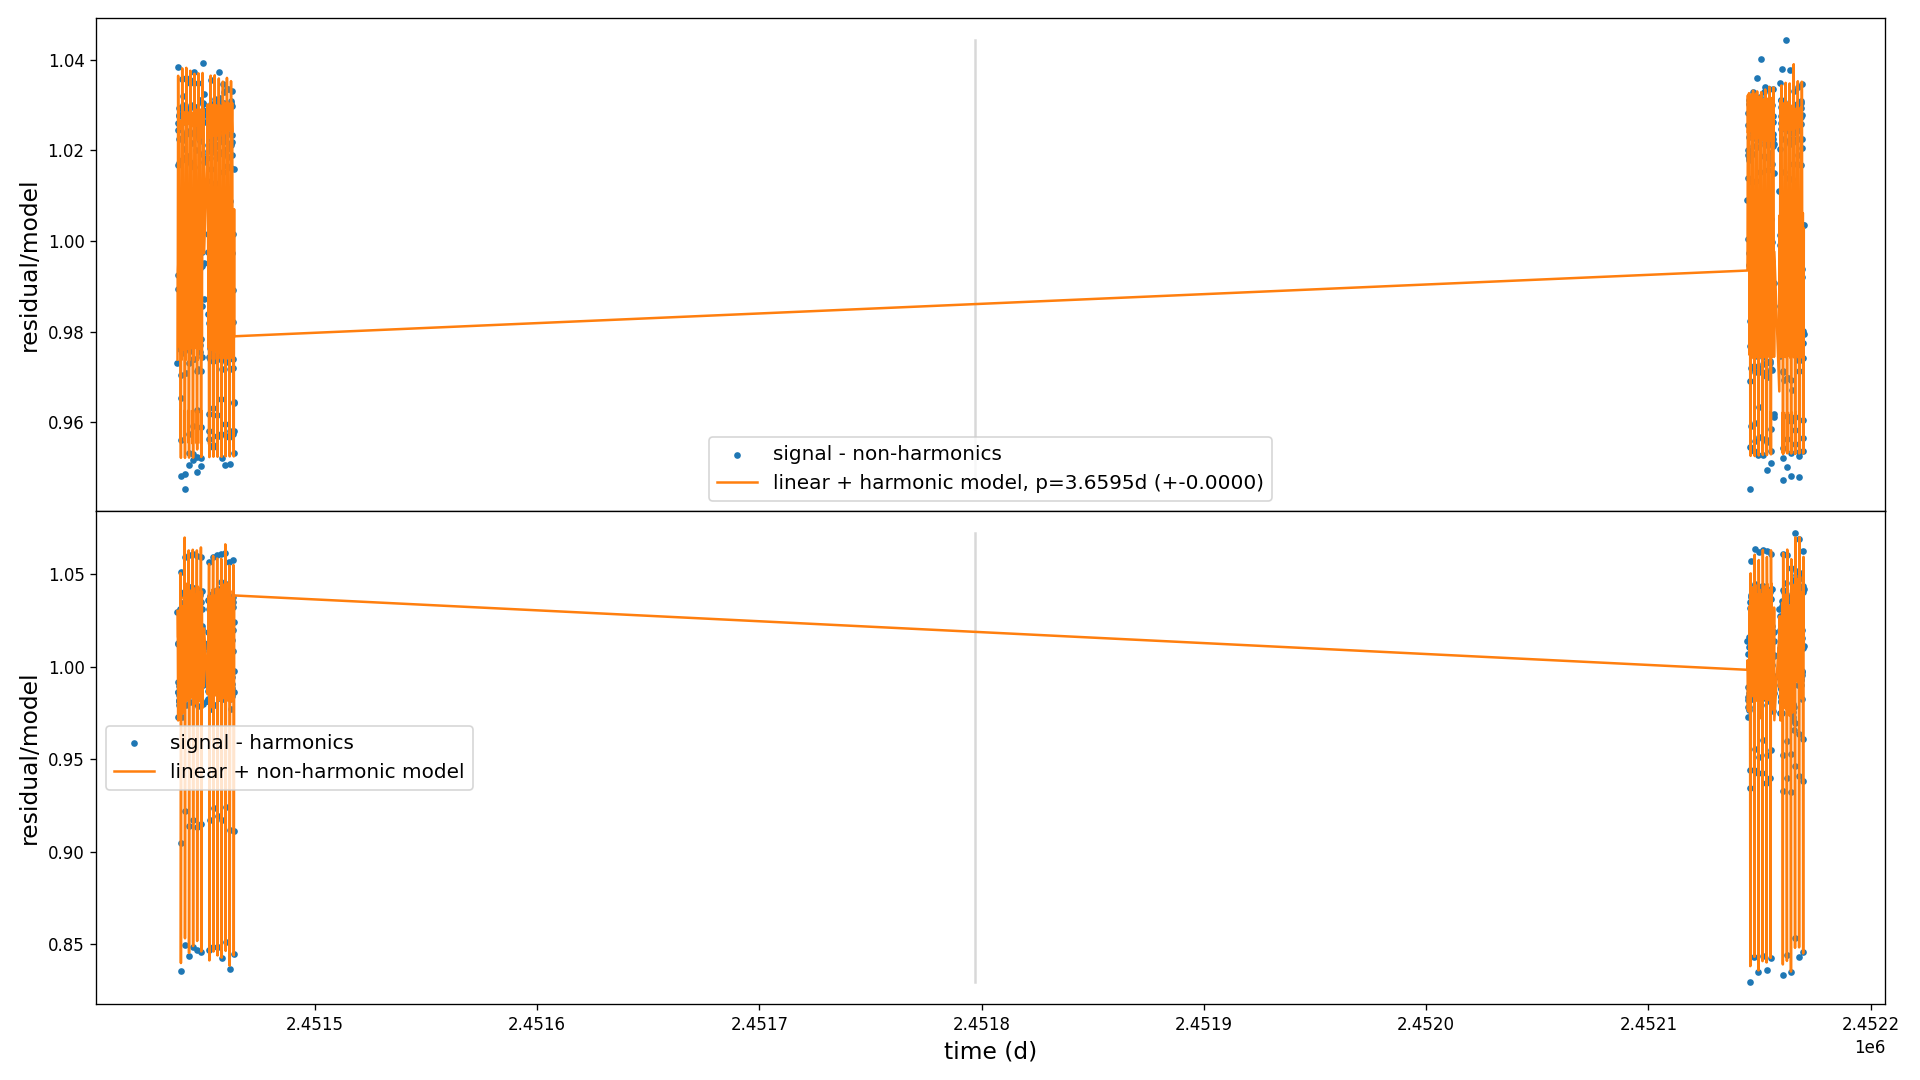 1.04
1.02
1.00
0.98
0.96
residual/model
signal - non-harmonics
linear + harmonic model, p=3.6595d (+-0.0000)
1.05
1.00
0.95
0.90
0.85
residual/model
signal - harmonics
linear + non-harmonic model
2.4515 2.4516 2.4517 2.4518 2.4519 2.4520 2.4521 2.4522
time (d)
1e6